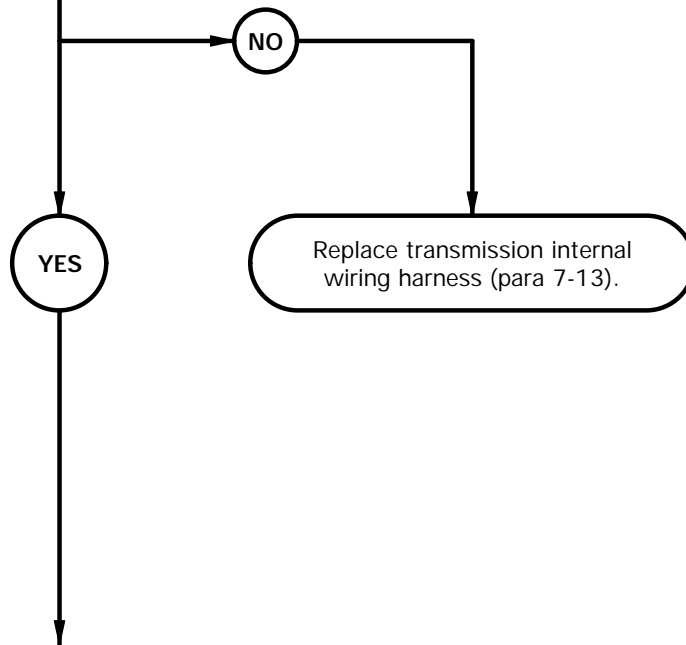 NO
YES
Replace transmission internal
wiring harness (para 7-13).